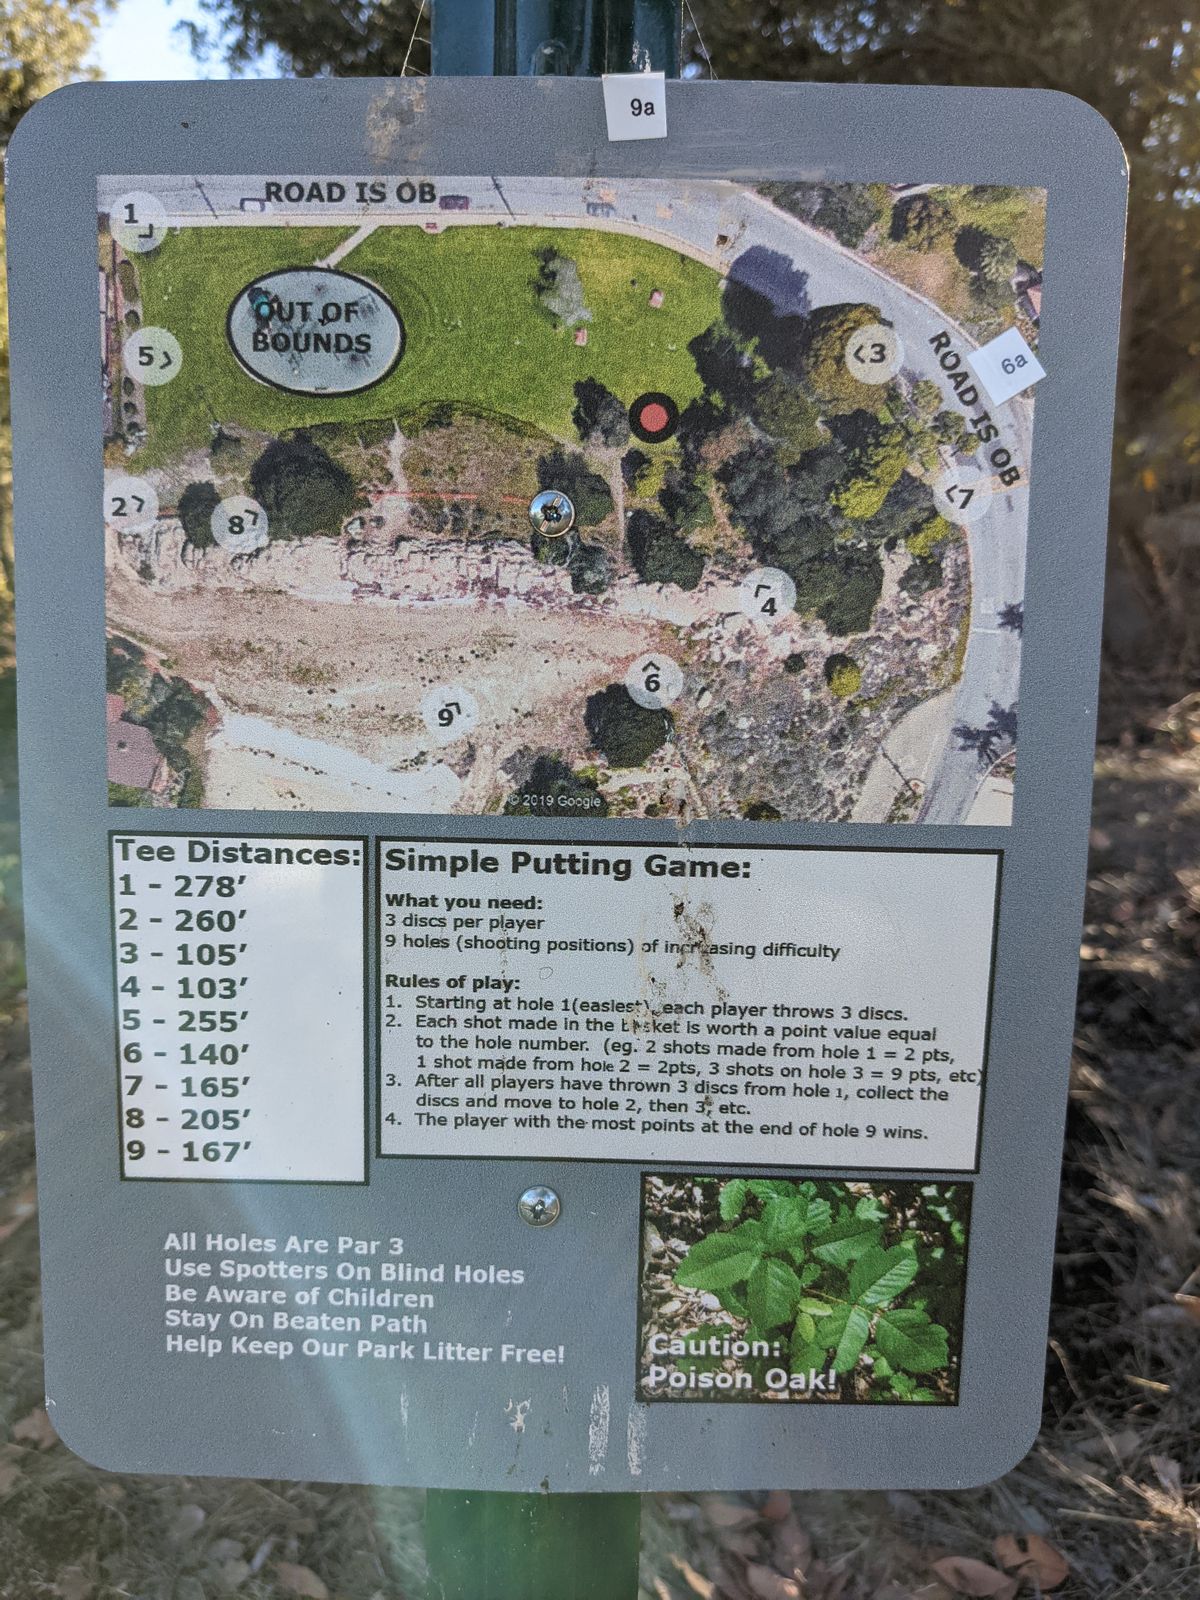 9a
ROAD IS OB
1
OUT OF
BOUNDS
5
<3
ROAD IS OB
6a
2
8
<7
4
6
9
© 2019 Google
Tee Distances:
1 - 278'
2 - 260'
3 - 105'
4 - 103'
5 - 255'
6 - 140'
7 - 165'
8 - 205'
9 - 167'
Simple Putting Game:
What you need:
3 discs per player
9 holes (shooting positions) of increasing difficulty
Rules of play:
1. Starting at hole 1(easiest), each player throws 3 discs.
2. Each shot made in the basket is worth a point value equal
to the hole number. (eg. 2 shots made from hole 1 = 2 pts,
1 shot made from hole 2 = 2pts, 3 shots on hole 3 = 9 pts, etc)
3. After all players have thrown 3 discs from hole 1, collect the
discs and move to hole 2, then 3, etc.
4. The player with the most points at the end of hole 9 wins.
All Holes Are Par 3
Use Spotters On Blind Holes
Be Aware of Children
Stay On Beaten Path
Help Keep Our Park Litter Free!
Caution:
Poison Oak!